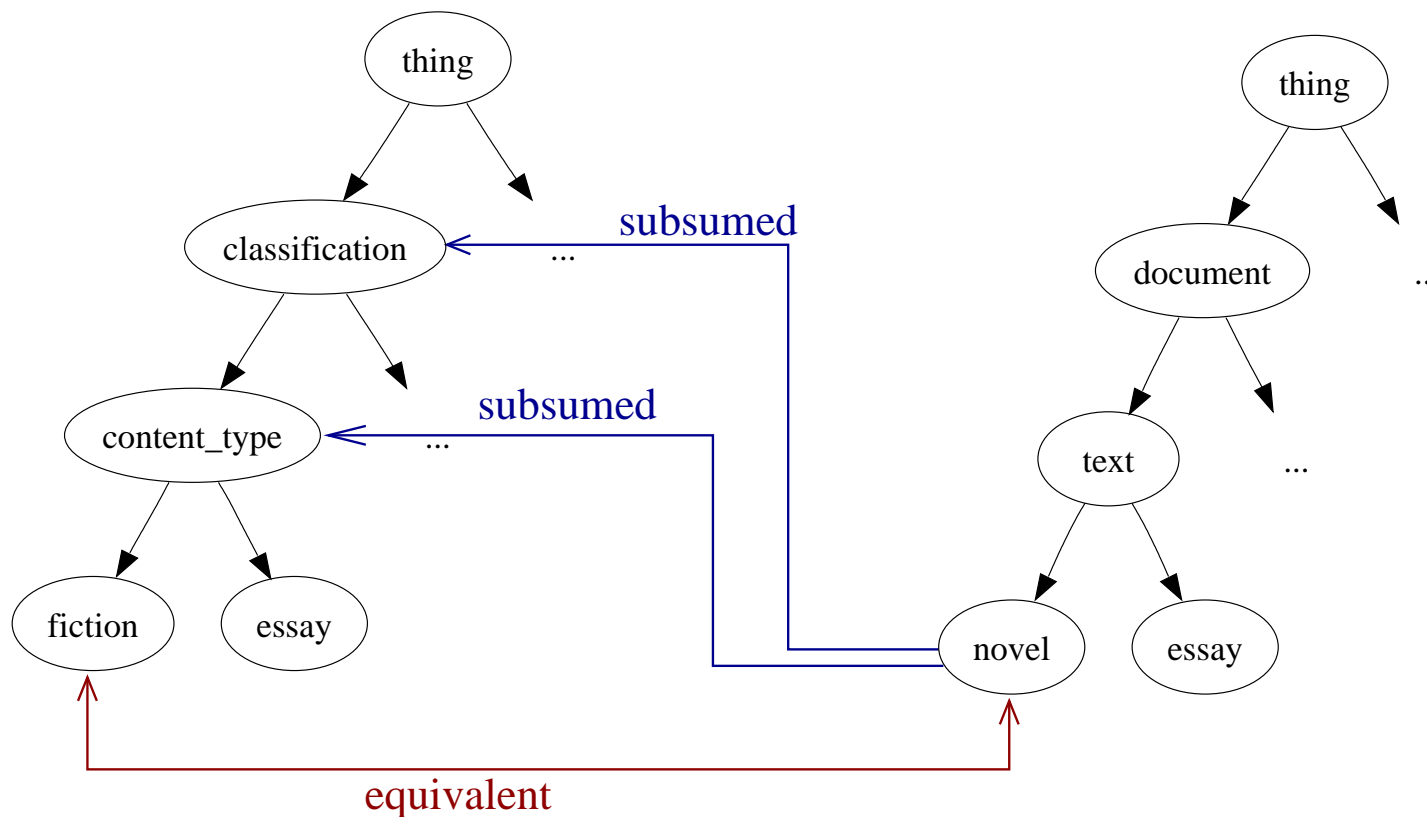 thing
thing
subsumed
classification
...
document
..
subsumed
content_type
...
text
...
fiction
essay
novel
essay
equivalent